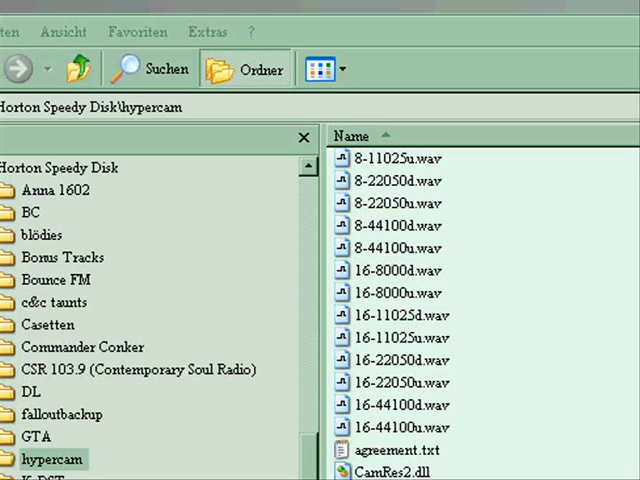 ten Ansicht Favoriten Extras ?
Suchen Ordner
Horton Speedy Disk\hypercam
Name
Horton Speedy Disk
Anna 1602
BC
blödies
Bonus Tracks
Bounce FM
c&c taunts
Casetten
Commander Conker
CSR 103.9 (Contemporary Soul Radio)
DL
falloutbackup
GTA
hypercam
8-11025u.wav
8-22050d.wav
8-22050u.wav
8-44100d.wav
8-44100u.wav
16-8000d.wav
16-8000u.wav
16-11025d.wav
16-11025u.wav
16-22050d.wav
16-22050u.wav
16-44100d.wav
16-44100u.wav
agreement.txt
CamRes2.dll